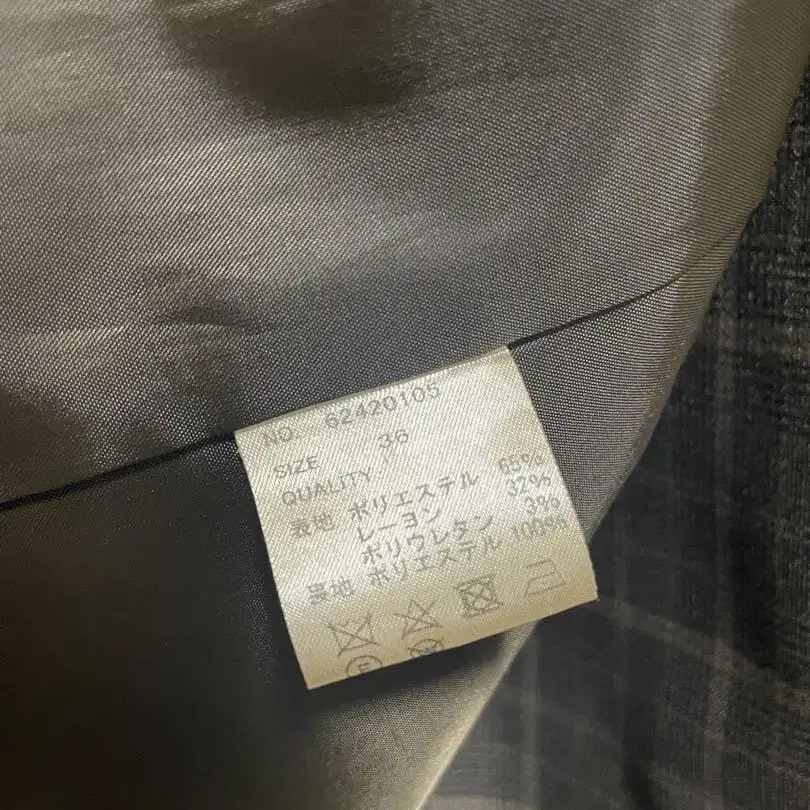 NO. 62420105
SIZE 36
QUALITY
表地 ポリエステル 65%
レーヨン 32%
ポリウレタン 3%
裏地 ポリエステル 100%